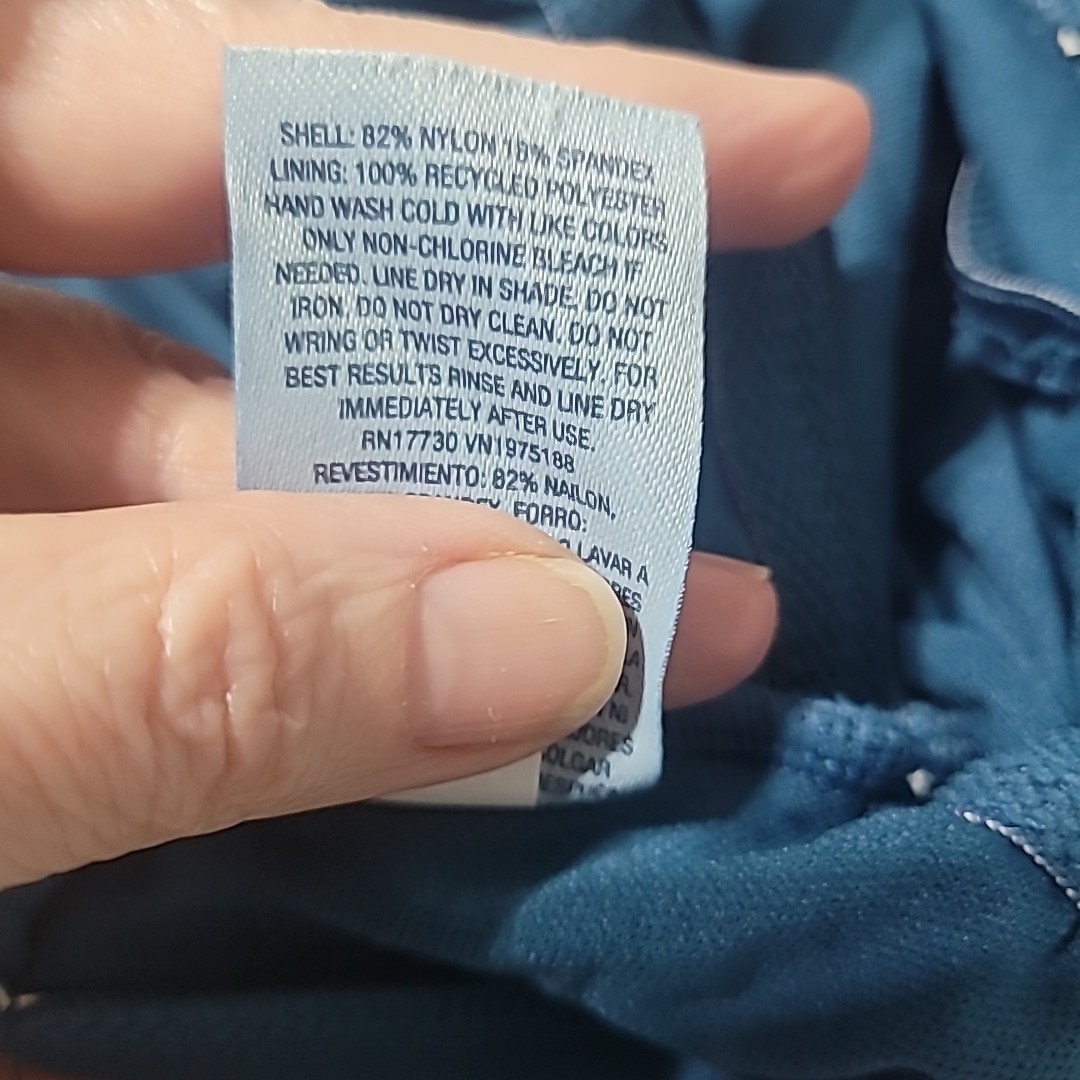 SHELL: 82% NYLON 18% SPANDEX
LINING: 100% RECYCLED POLYESTER
HAND WASH COLD WITH LIKE COLORS
ONLY NON-CHLORINE BLEACH IF
NEEDED. LINE DRY IN SHADE. DO NOT
IRON. DO NOT DRY CLEAN. DO NOT
WRING OR TWIST EXCESSIVELY. FOR
BEST RESULTS RINSE AND LINE DRY
IMMEDIATELY AFTER USE.
RN17730 VN1975188
REVESTIMIENTO: 82% NAILON,
FORRO:
LAVAR A